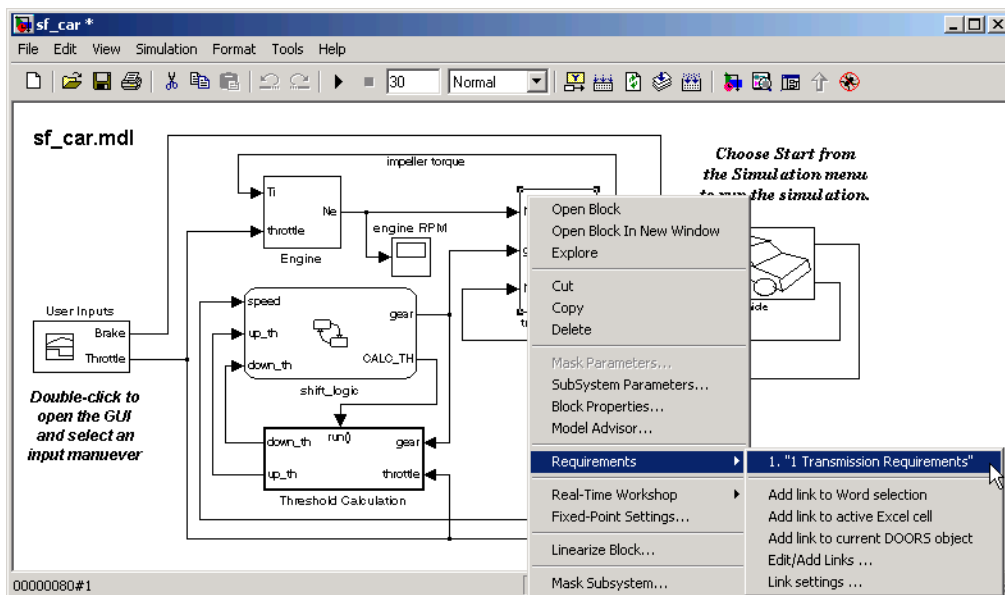 sf_car *
File Edit View Simulation Format Tools Help
30 Normal
sf_car.mdl
impeller torque
Choose Start from
the Simulation menu
to run the simulation.
Ti
Ne
throttle
Engine
engine RPM
speed
up_th
down_th
gear
CALC_TH
shift_logic
User Inputs
Brake
Throttle
Double-click to
open the GUI
and select an
input manuever
down_th
run()
gear
up_th
throttle
Threshold Calculation
Open Block
Open Block In New Window
Explore
Cut
Copy
Delete
Mask Parameters...
SubSystem Parameters...
Block Properties...
Model Advisor...
Requirements
Real-Time Workshop
Fixed-Point Settings...
Linearize Block...
Mask Subsystem...
1. "1 Transmission Requirements"
Add link to Word selection
Add link to active Excel cell
Add link to current DOORS object
Edit/Add Links ...
Link settings ...
00000080#1